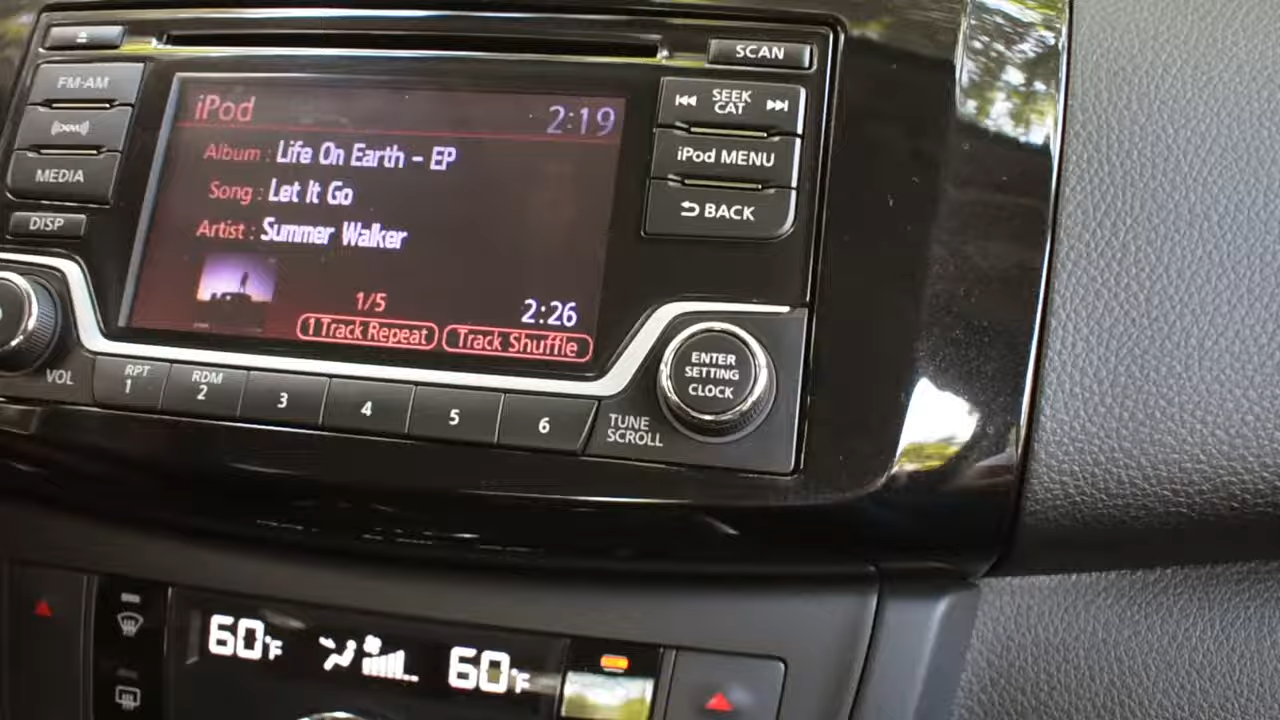 SCAN
FM·AM
SEEK
CAT
iPod
2:19
Album : Life On Earth - EP
iPod MENU
MEDIA
Song : Let It Go
DISP
BACK
Artist : Summer Walker
1/5
2:26
1 Track Repeat
Track Shuffle
ENTER
SETTING
CLOCK
VOL
RPT
1
RDM
2
3
4
5
6
TUNE
SCROLL
60°F
60°F